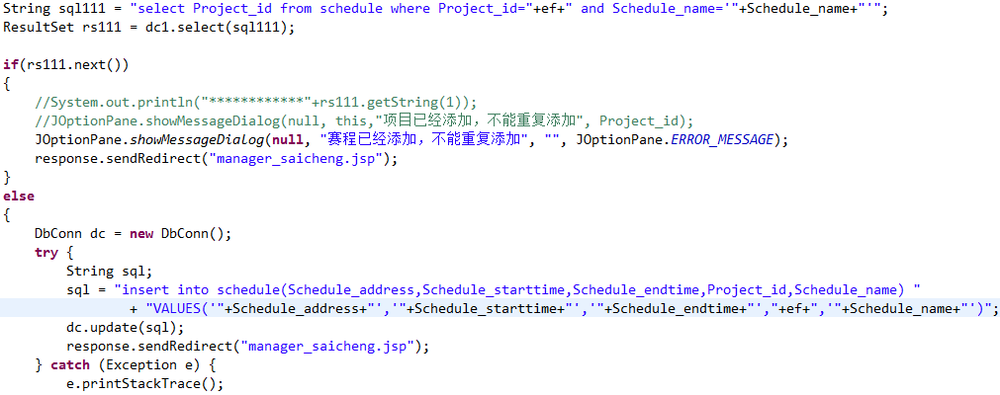 String sql111 = "select Project_id from schedule where Project_id="+ef+" and Schedule_name='"+Schedule_name+"'";
ResultSet rs111 = dc1.select(sql111);
if(rs111.next())
{
//System.out.println("************"+rs111.getString(1));
//JOptionPane.showMessageDialog(null, this,"项目已经添加，不能重复添加", Project_id);
JOptionPane.showMessageDialog(null, "赛程已经添加，不能重复添加", "", JOptionPane.ERROR_MESSAGE);
response.sendRedirect("manager_saicheng.jsp");
}
else
{
DbConn dc = new DbConn();
try {
String sql;
sql = "insert into schedule(Schedule_address,Schedule_starttime,Schedule_endtime,Project_id,Schedule_name) "
+ "VALUES('"+Schedule_address+"','"+Schedule_starttime+"','"+Schedule_endtime+"',"+ef+",'"+Schedule_name+"')";
dc.update(sql);
response.sendRedirect("manager_saicheng.jsp");
} catch (Exception e) {
e.printStackTrace();